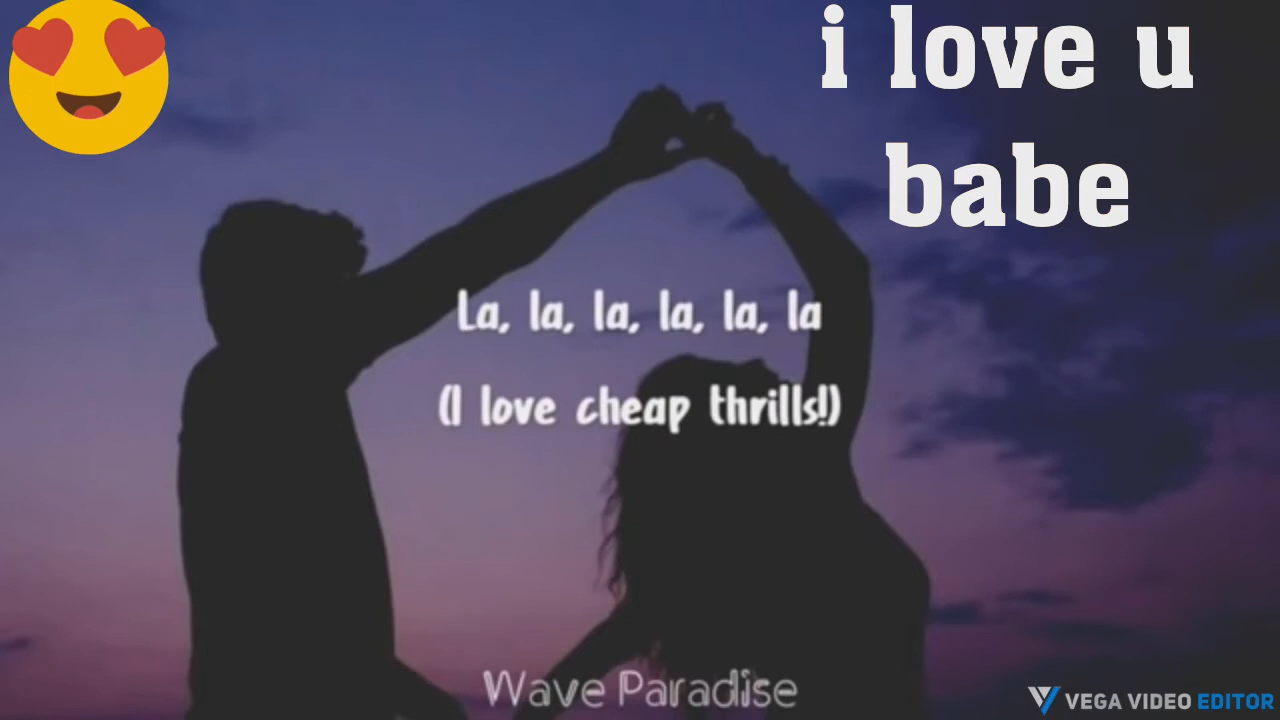 i love u
babe
La, la, la, la, la, la
(I love cheap thrills!)
Wave Paradise
VEGA VIDEO EDITOR